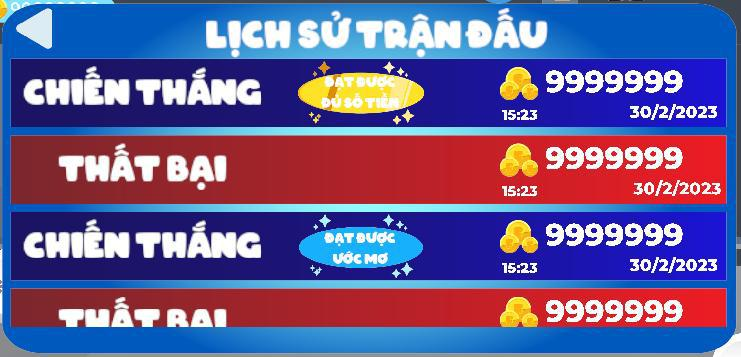 LỊCH SỬ TRẬN ĐẤU
CHIẾN THẮNG
ĐẠT ĐƯỢC
ĐỦ SỐ TIỀN
9999999
15:23
30/2/2023
THẤT BẠI
9999999
15:23
30/2/2023
CHIẾN THẮNG
ĐẠT ĐƯỢC
ƯỚC MƠ
9999999
15:23
30/2/2023
THẤT BẠI
9999999